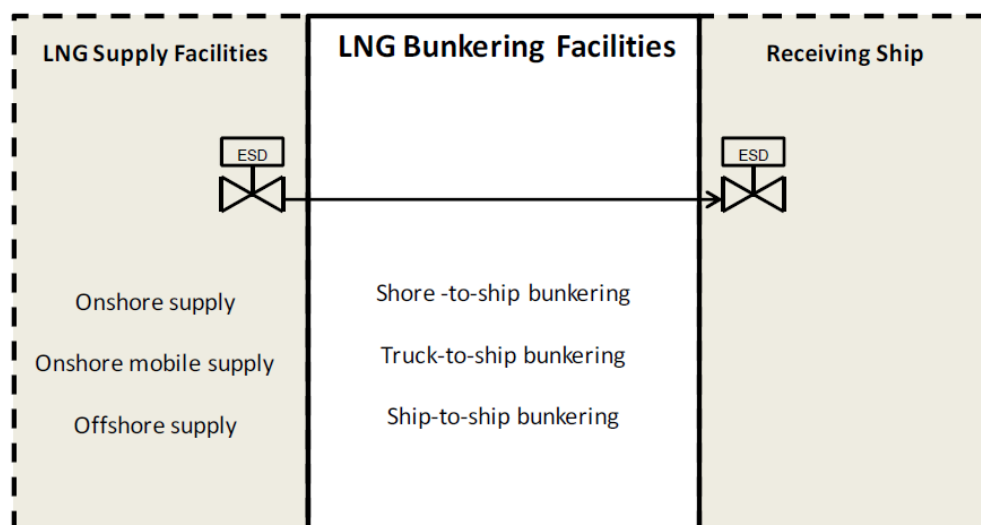 LNG Supply Facilities
LNG Bunkering Facilities
Receiving Ship
ESD
ESD
Onshore supply
Shore -to-ship bunkering
Onshore mobile supply
Truck-to-ship bunkering
Offshore supply
Ship-to-ship bunkering